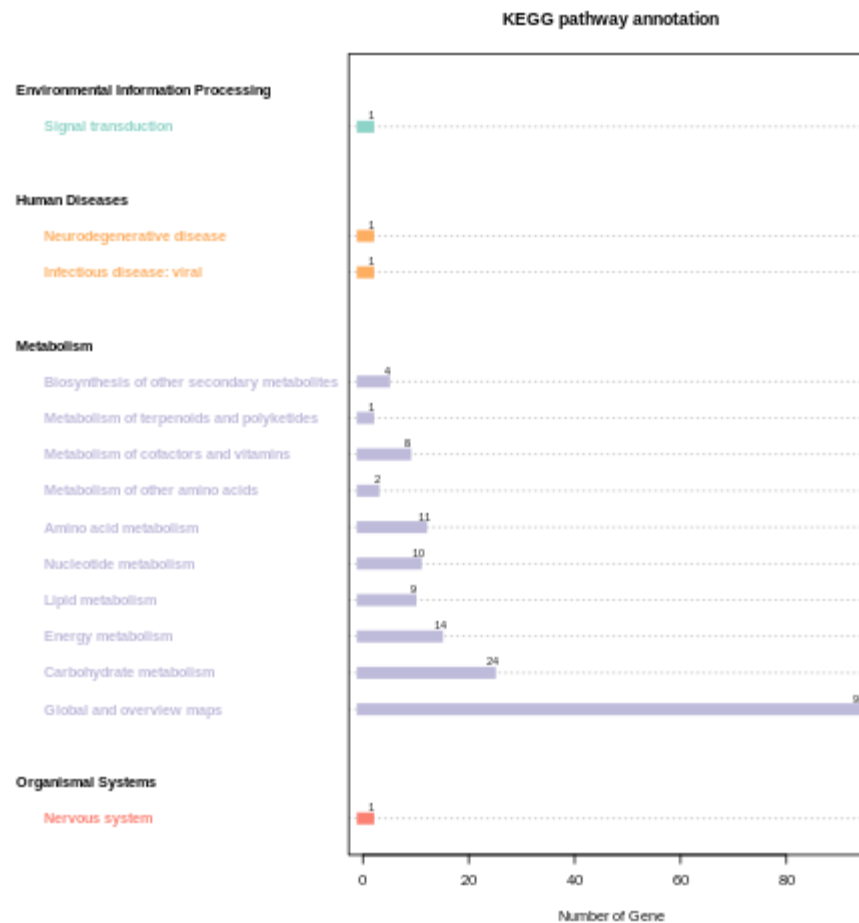 KEGG pathway annotation
Environmental Information Processing
Signal transduction 1
Human Diseases
Neurodegenerative disease 1
Infectious disease: viral 1
Metabolism
Biosynthesis of other secondary metabolites 4
Metabolism of terpenoids and polyketides 1
Metabolism of cofactors and vitamins 8
Metabolism of other amino acids 2
Amino acid metabolism 11
Nucleotide metabolism 10
Lipid metabolism 9
Energy metabolism 14
Carbohydrate metabolism 24
Global and overview maps
Organismal Systems
Nervous system 1
0 20 40 60 80
Number of Gene